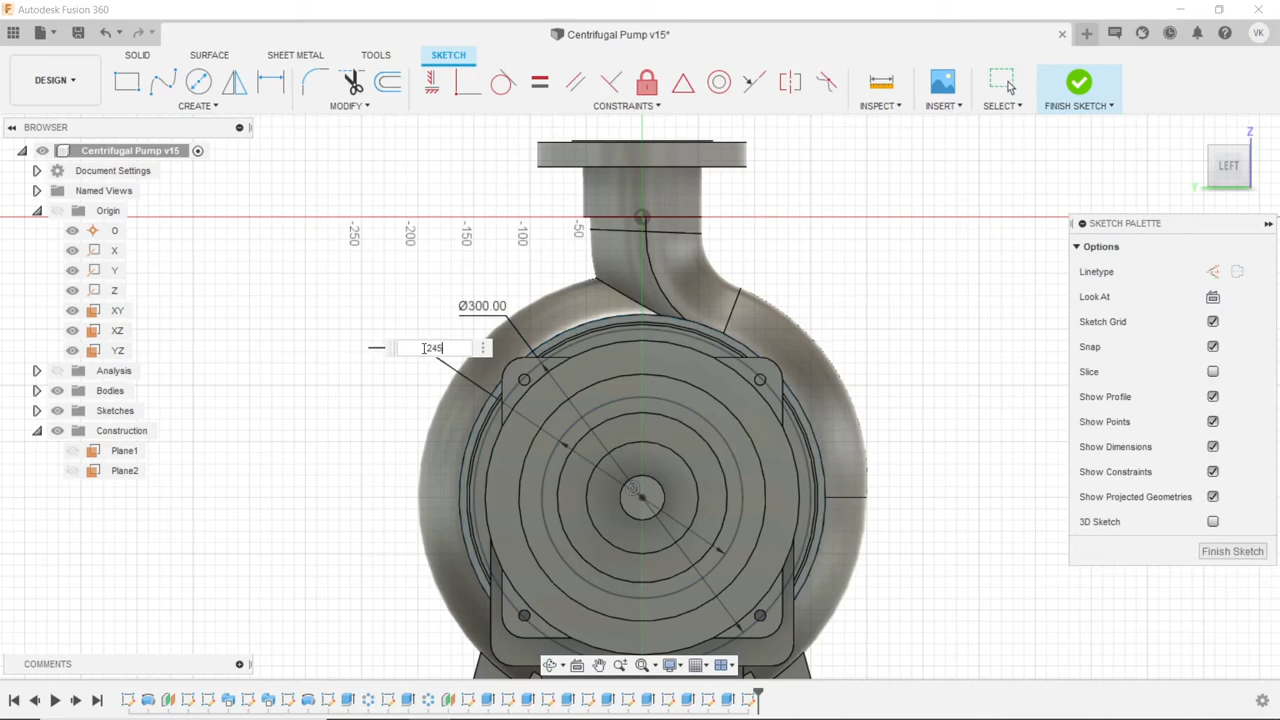 Autodesk Fusion 360
Centrifugal Pump v15*
VK
DESIGN
SOLID
SURFACE
SHEET METAL
TOOLS
SKETCH
CREATE
MODIFY
CONSTRAINTS
INSPECT
INSERT
SELECT
FINISH SKETCH
BROWSER
Centrifugal Pump v15
Document Settings
Named Views
Origin
O
X
Y
Z
XY
XZ
YZ
Analysis
Bodies
Sketches
Construction
Plane1
Plane2
-250
-200
-150
-100
-50
Ø300.00
245
Z
LEFT
Y
SKETCH PALETTE
Options
Linetype
Look At
Sketch Grid
Snap
Slice
Show Profile
Show Points
Show Dimensions
Show Constraints
Show Projected Geometries
3D Sketch
Finish Sketch
COMMENTS